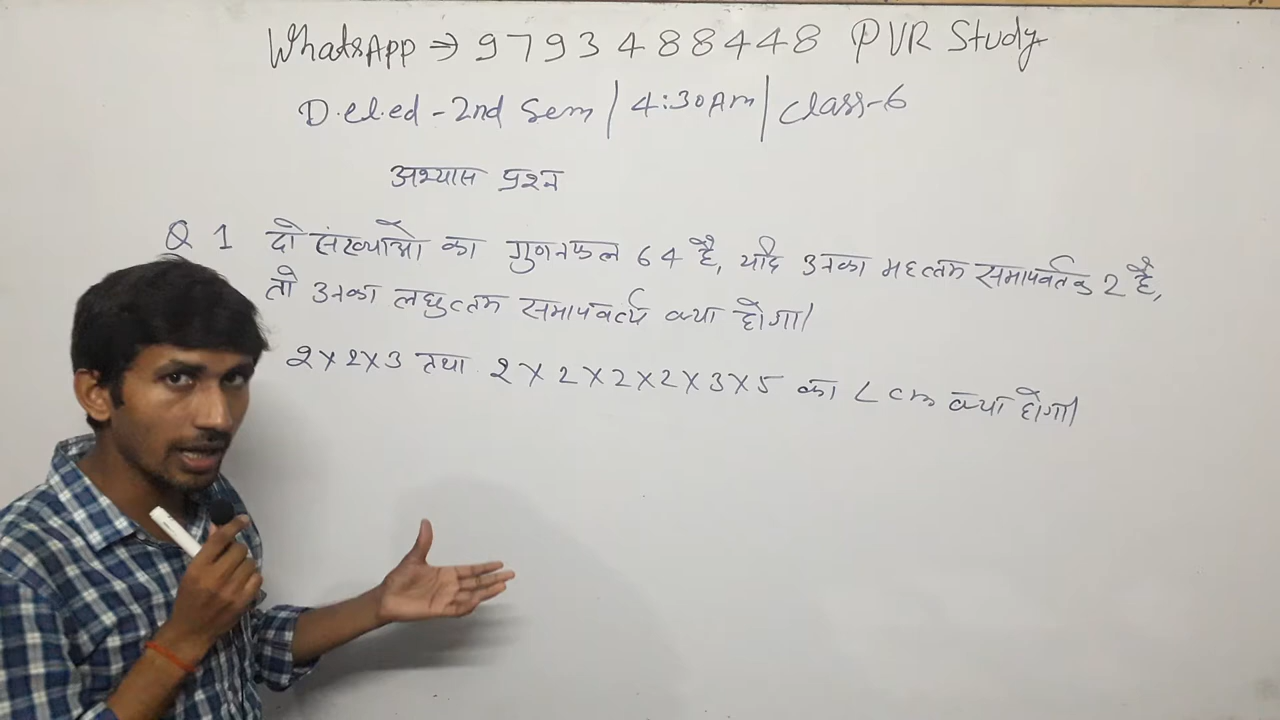 WhatsApp ⇒ 9793488448 PVR Study
D.el.ed - 2nd Sem / 4:30 Am / Class-6
अभ्यास प्रश्न
Q 1 दो संख्याओ का गुणनफल 64 है, यदि उनका महत्तम समापवर्तक 2 है,
तो उनका लघुत्तम समापवर्त्य क्या होगा।
2×2×3 तथा 2×2×2×2×3×5 का Lcm क्या होगा।